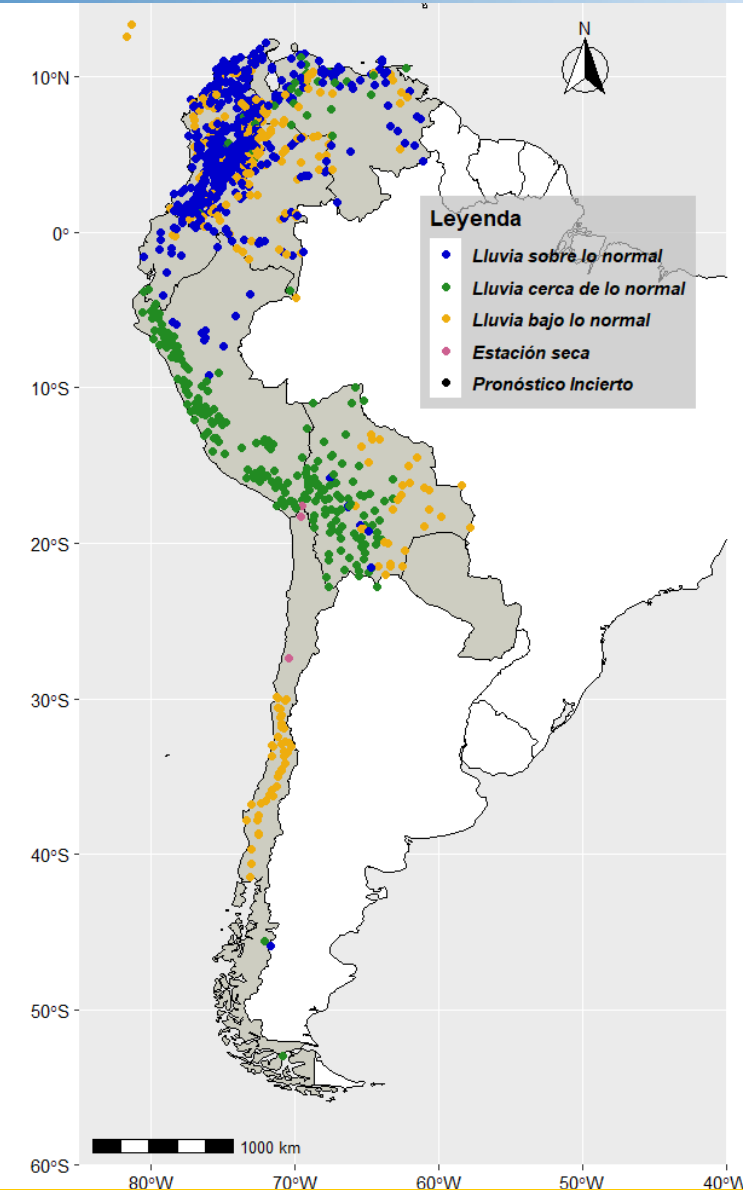 N
10°N
0°
10°S
20°S
30°S
40°S
50°S
60°S
Leyenda
Lluvia sobre lo normal
Lluvia cerca de lo normal
Lluvia bajo lo normal
Estación seca
Pronóstico Incierto
1000 km
80°W 70°W 60°W 50°W 40°W